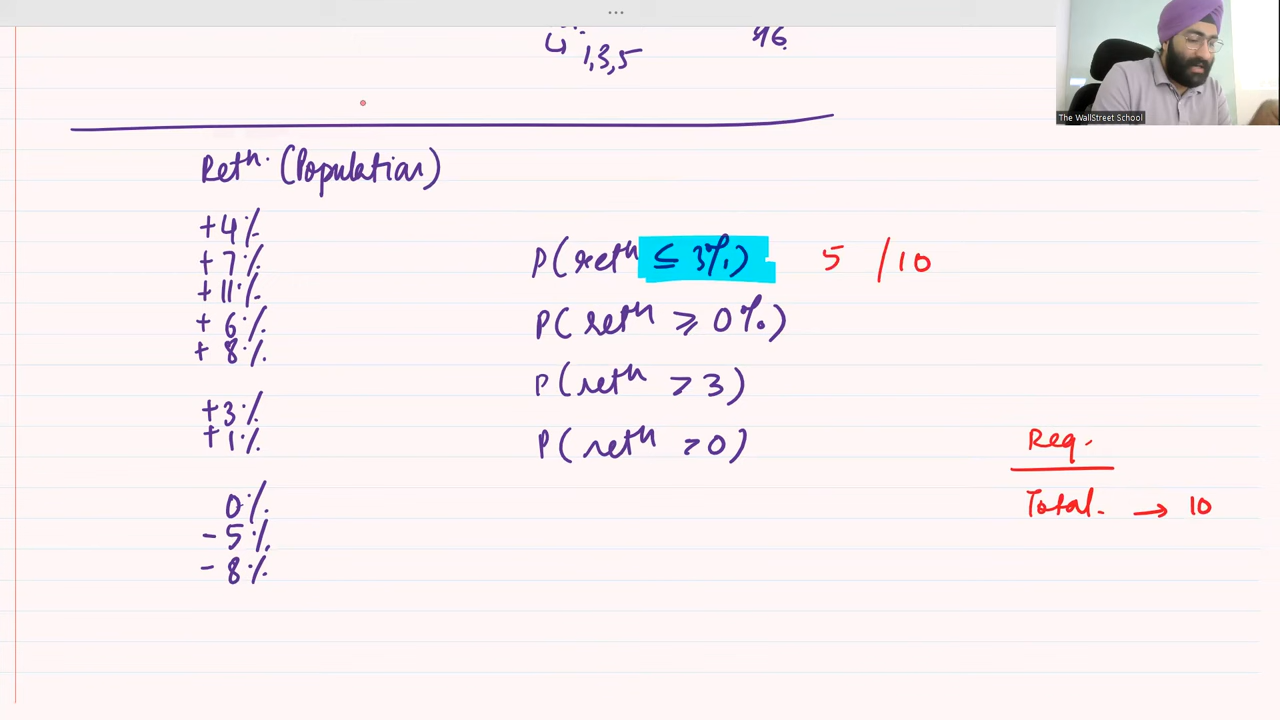 ↳ 1,3,5
The WallStreet School
Retn. (Population)
+4%
+7%
+11%
+6%
+8%
+3%
+1%
0%
-5%
-8%
P(retn ≤ 3%) 5 /10
P(retn ≥ 0%)
P(retn > 3)
P(retn > 0)
Req.
Total. → 10